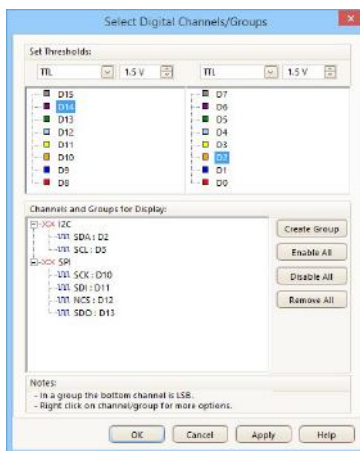 Select Digital Channels/Groups
Set Thresholds:
TTL 1.5 V TTL 1.5 V
D15 D7
D14 D6
D13 D5
D12 D4
D11 D3
D10 D2
D9 D1
D8 D0
Channels and Groups for Display:
I2C
SDA : D2
SCL : D5
SPI
SCK : D10
SDI : D11
NCS : D12
SDO : D13
Create Group
Enable All
Disable All
Remove All
Notes:
- In a group the bottom channel is LSB.
- Right click on channel/group for more options.
OK Cancel Apply Help